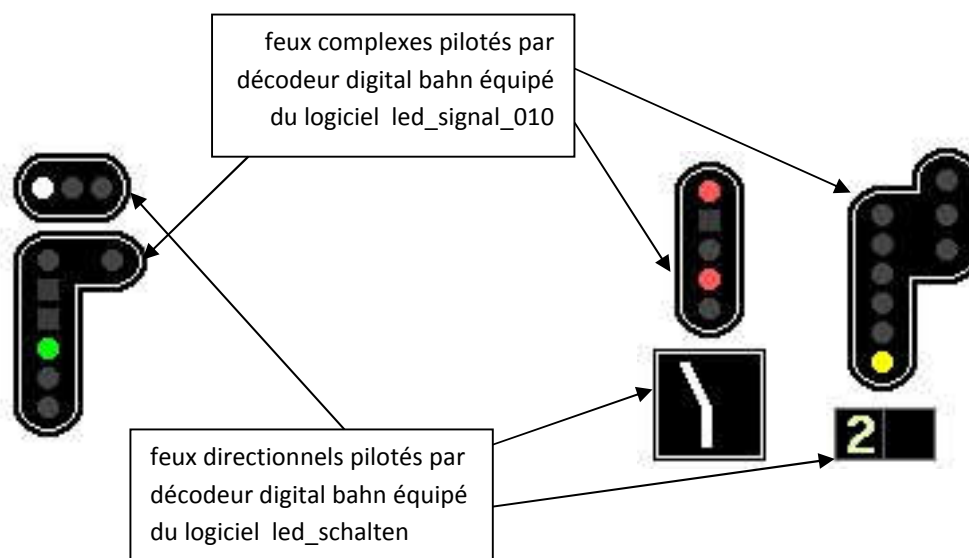 feux complexes pilotés par
décodeur digital bahn équipé
du logiciel led_signal_010
2
feux directionnels pilotés par
décodeur digital bahn équipé
du logiciel led_schalten